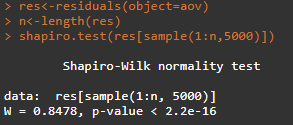 > res<-residuals(object=aov)
> n<-length(res)
> shapiro.test(res[sample(1:n,5000)])
Shapiro-Wilk normality test
data:  res[sample(1:n, 5000)]
W = 0.8478, p-value < 2.2e-16